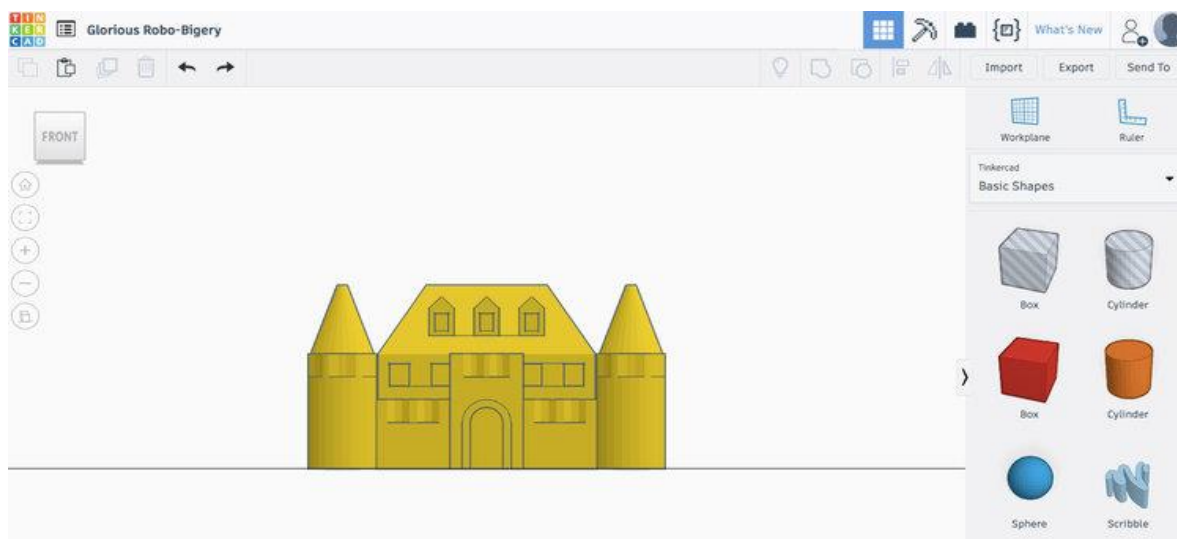 TIN
KER
CAD
Glorious Robo-Bigery
What's New
Import
Export
Send To
FRONT
Workplane
Ruler
Tinkercad
Basic Shapes
Box
Cylinder
Box
Cylinder
Sphere
Scribble